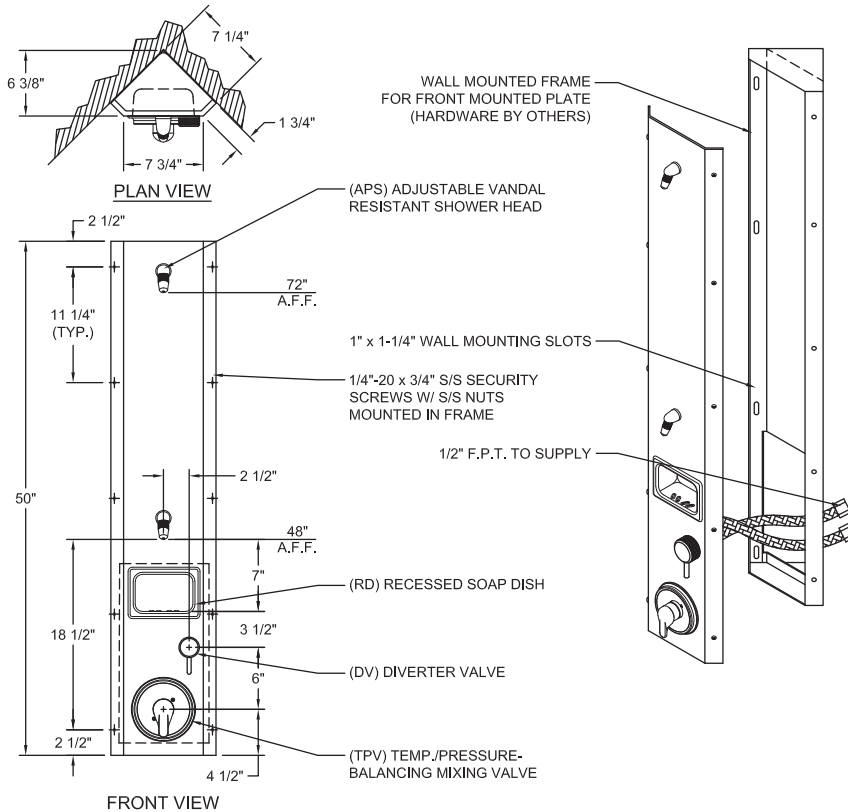 7 1/4"
6 3/8"
1 3/4"
7 3/4"
PLAN VIEW
WALL MOUNTED FRAME
FOR FRONT MOUNTED PLATE
(HARDWARE BY OTHERS)
(APS) ADJUSTABLE VANDAL
RESISTANT SHOWER HEAD
2 1/2"
72"
A.F.F.
11 1/4"
(TYP.)
1" x 1-1/4" WALL MOUNTING SLOTS
1/4"-20 x 3/4" S/S SECURITY
SCREWS W/ S/S NUTS
MOUNTED IN FRAME
1/2" F.P.T. TO SUPPLY
2 1/2"
50"
48"
A.F.F.
7"
(RD) RECESSED SOAP DISH
18 1/2"
3 1/2"
(DV) DIVERTER VALVE
6"
2 1/2"
(TPV) TEMP./PRESSURE-
BALANCING MIXING VALVE
4 1/2"
FRONT VIEW